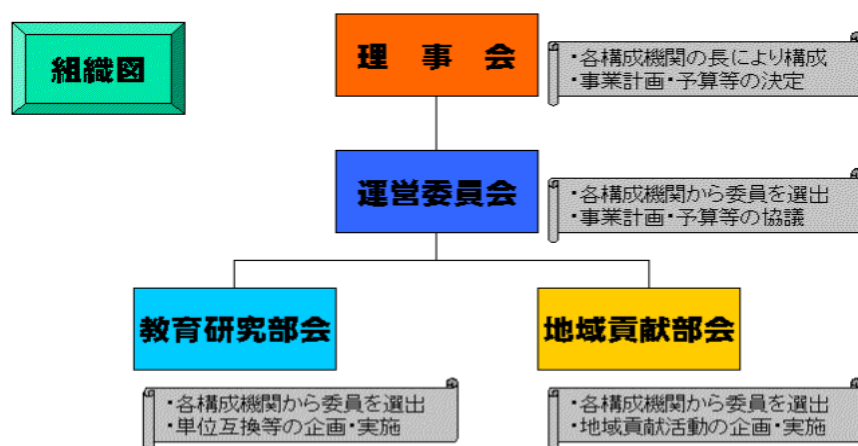 組織図
理 事 会
・各構成機関の長により構成
・事業計画・予算等の決定
運営委員会
・各構成機関から委員を選出
・事業計画・予算等の協議
教育研究部会
・各構成機関から委員を選出
・単位互換等の企画・実施
地域貢献部会
・各構成機関から委員を選出
・地域貢献活動の企画・実施